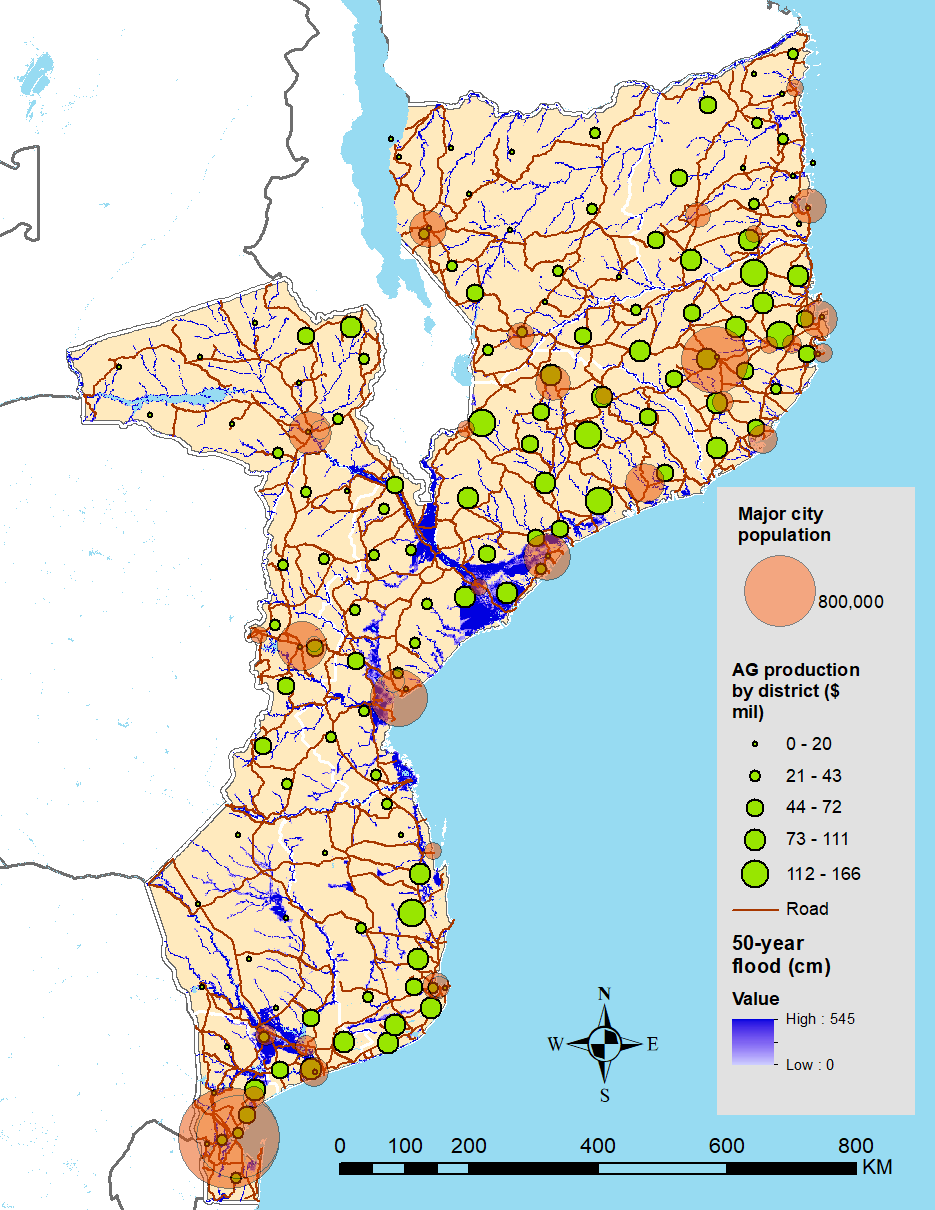 Major city
population
800,000
AG production
by district ($
mil)
0 - 20
21 - 43
44 - 72
73 - 111
112 - 166
Road
50-year
flood (cm)
Value
High : 545
Low : 0
N
W E
S
0 100 200 400 600 800
KM